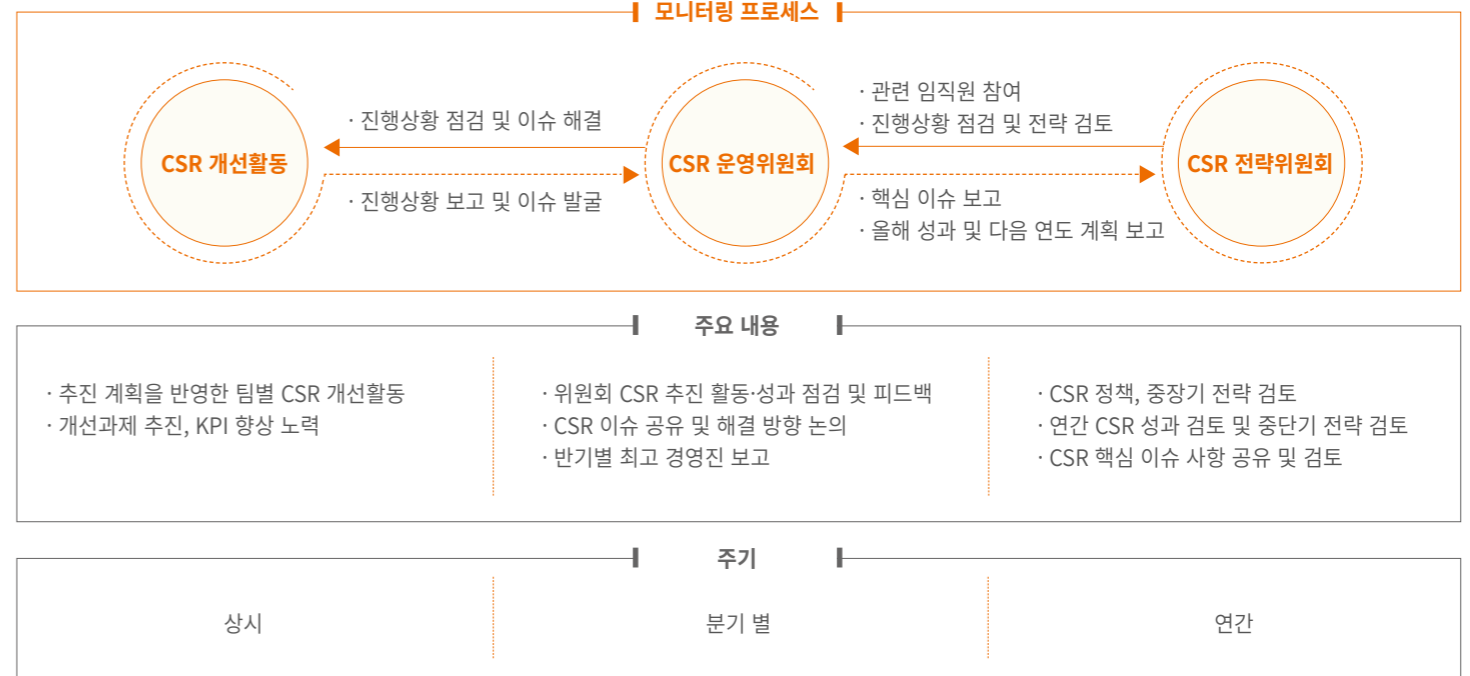 모니터링 프로세스
CSR 개선활동
· 진행상황 점검 및 이슈 해결
· 진행상황 보고 및 이슈 발굴
CSR 운영위원회
· 관련 임직원 참여
· 진행상황 점검 및 전략 검토
· 핵심 이슈 보고
· 올해 성과 및 다음 연도 계획 보고
CSR 전략위원회
주요 내용
· 추진 계획을 반영한 팀별 CSR 개선활동
· 개선과제 추진, KPI 향상 노력
· 위원회 CSR 추진 활동·성과 점검 및 피드백
· CSR 이슈 공유 및 해결 방향 논의
· 반기별 최고 경영진 보고
· CSR 정책, 중장기 전략 검토
· 연간 CSR 성과 검토 및 중단기 전략 검토
· CSR 핵심 이슈 사항 공유 및 검토
주기
상시
분기 별
연간